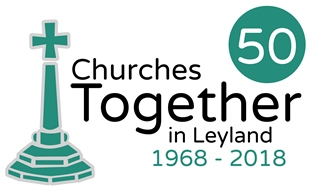 50
Churches
Together
in Leyland
1968 - 2018